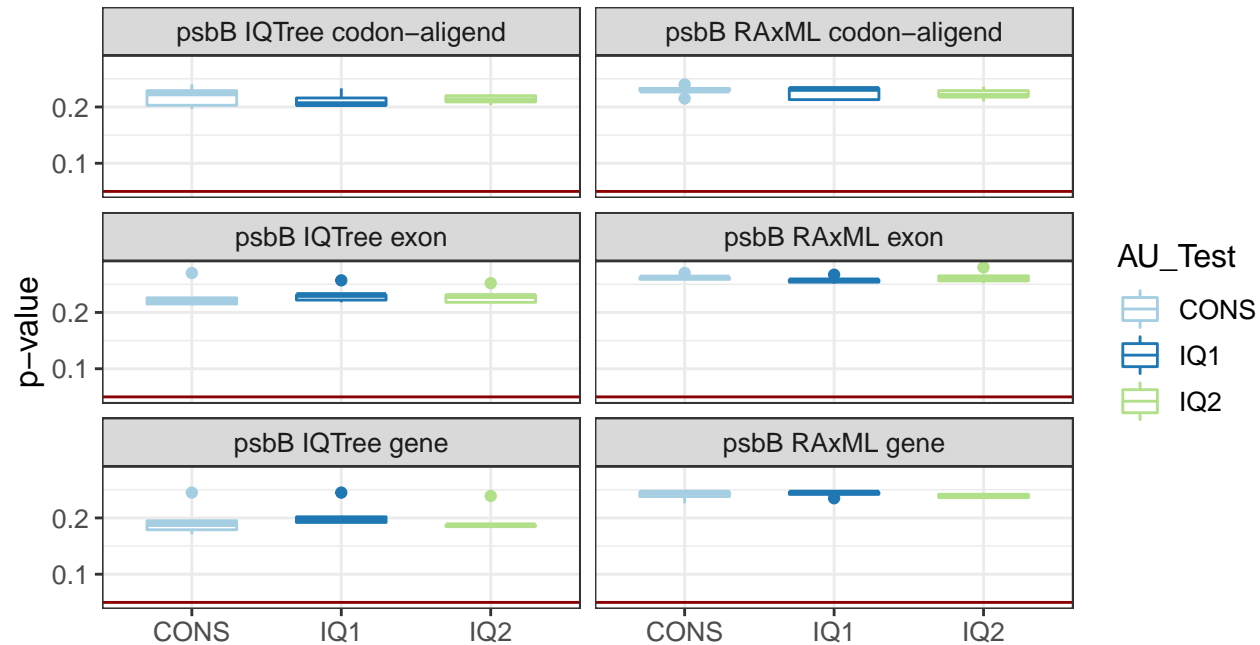 psbB IQTree codon−aligend
psbB RAxML codon−aligend
0.2
0.1
psbB IQTree exon
psbB RAxML exon
0.2
0.1
psbB IQTree gene
psbB RAxML gene
0.2
0.1
CONS
IQ1
IQ2
CONS
IQ1
IQ2
p−value
AU_Test
CONS
IQ1
IQ2